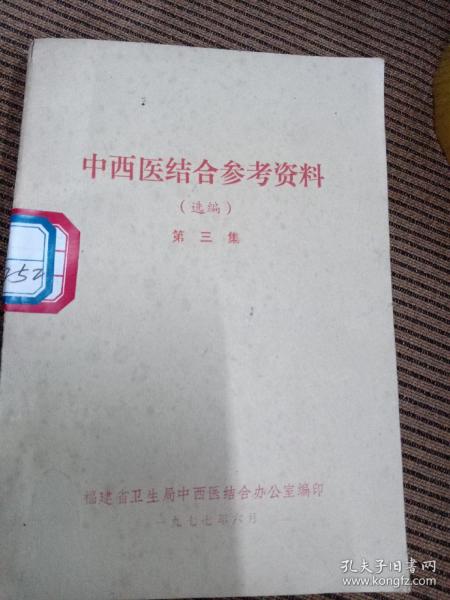 中西医结合参考资料
（选编）
第三集
252
福建省卫生局中西医结合办公室编印
一九七七年六月
孔夫子旧书网
www.kongfz.com